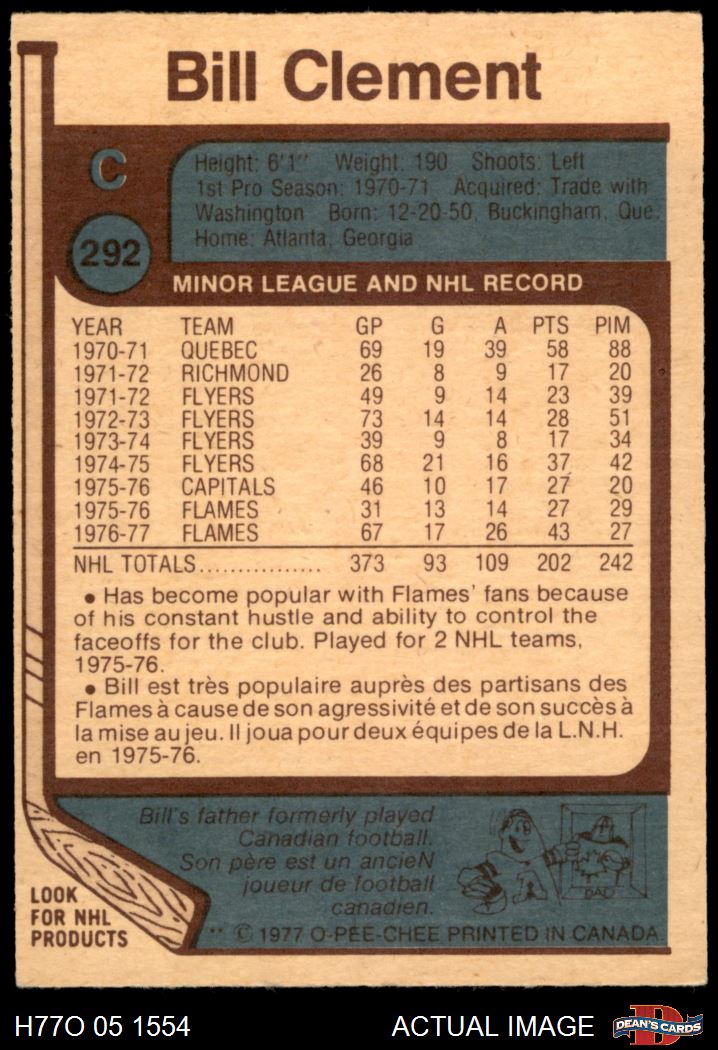 Bill Clement
C
Height: 6'1" Weight: 190 Shoots: Left
1st Pro Season: 1970-71 Acquired: Trade with
Washington Born: 12-20-50, Buckingham, Que.
Home: Atlanta, Georgia
292
MINOR LEAGUE AND NHL RECORD
YEAR TEAM GP G A PTS PIM
1970-71 QUEBEC 69 19 39 58 88
1971-72 RICHMOND 26 8 9 17 20
1971-72 FLYERS 49 9 14 23 39
1972-73 FLYERS 73 14 14 28 51
1973-74 FLYERS 39 9 8 17 34
1974-75 FLYERS 68 21 16 37 42
1975-76 CAPITALS 46 10 17 27 20
1975-76 FLAMES 31 13 14 27 29
1976-77 FLAMES 67 17 26 43 27
NHL TOTALS................ 373 93 109 202 242
• Has become popular with Flames' fans because
of his constant hustle and ability to control the
faceoffs for the club. Played for 2 NHL teams,
1975-76.
• Bill est très populaire auprès des partisans des
Flames à cause de son agressivité et de son succès à
la mise au jeu. Il joua pour deux équipes de la L.N.H.
en 1975-76.
Bill's father formerly played
Canadian football.
Son père est un ancieN
joueur de football
canadien.
DAD
LOOK
FOR NHL
PRODUCTS
** © 1977 O-PEE-CHEE PRINTED IN CANADA.
H77O 05 1554
ACTUAL IMAGE
D
DEAN'S CARDS